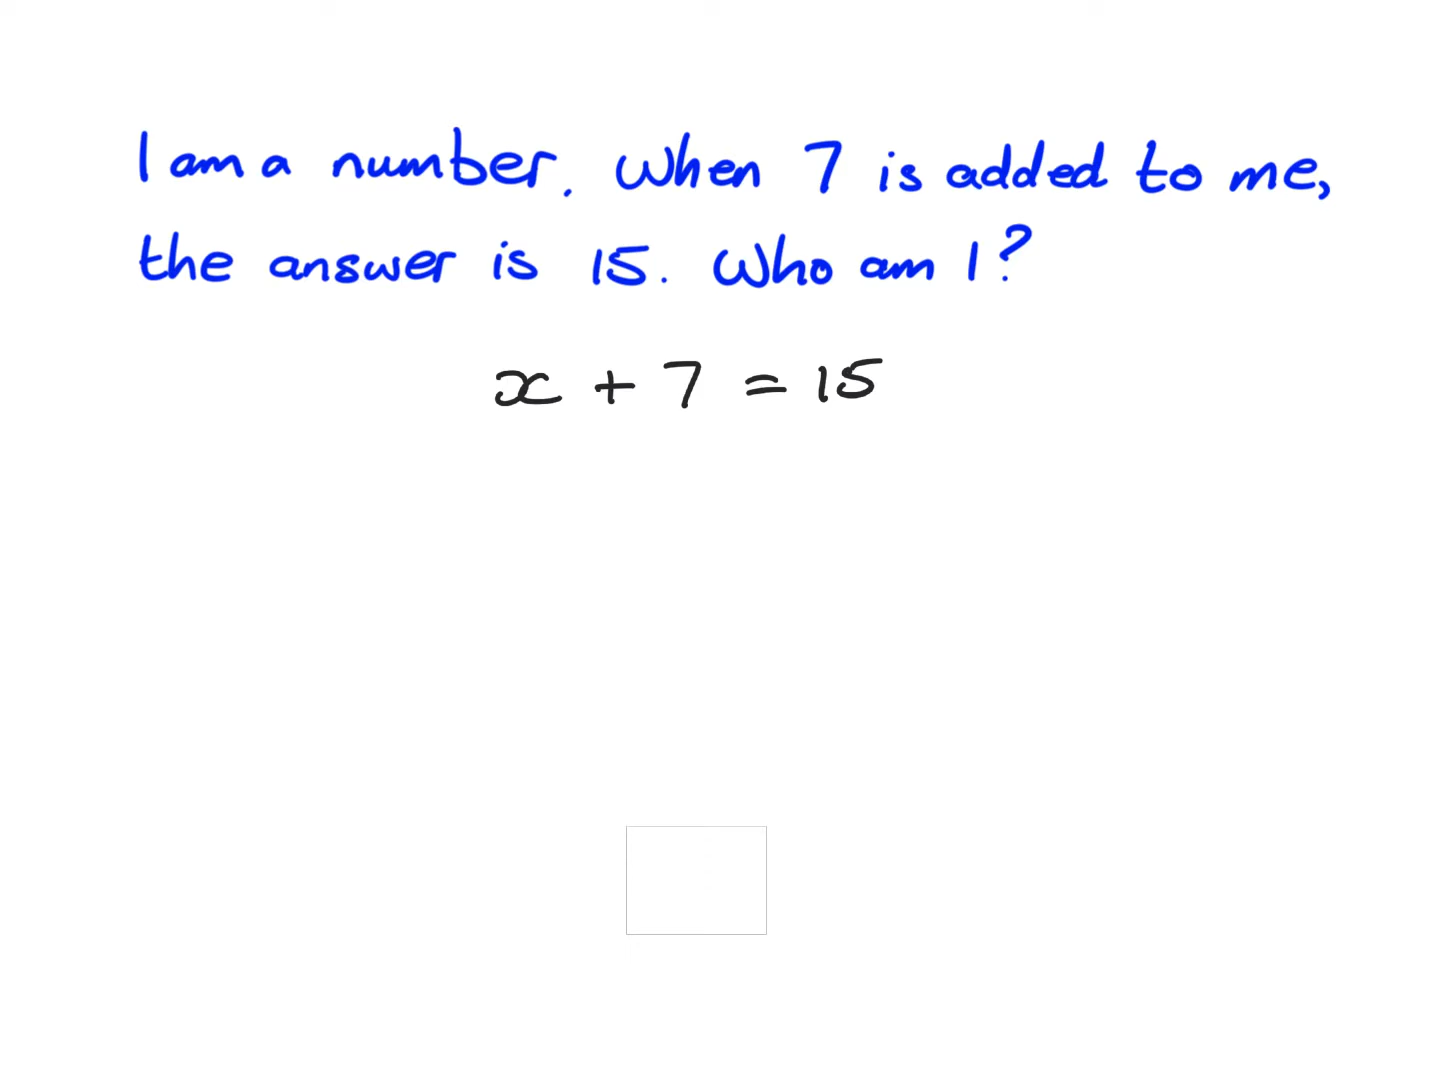 I am a number. When 7 is added to me,
the answer is 15. Who am I?
x + 7 = 15